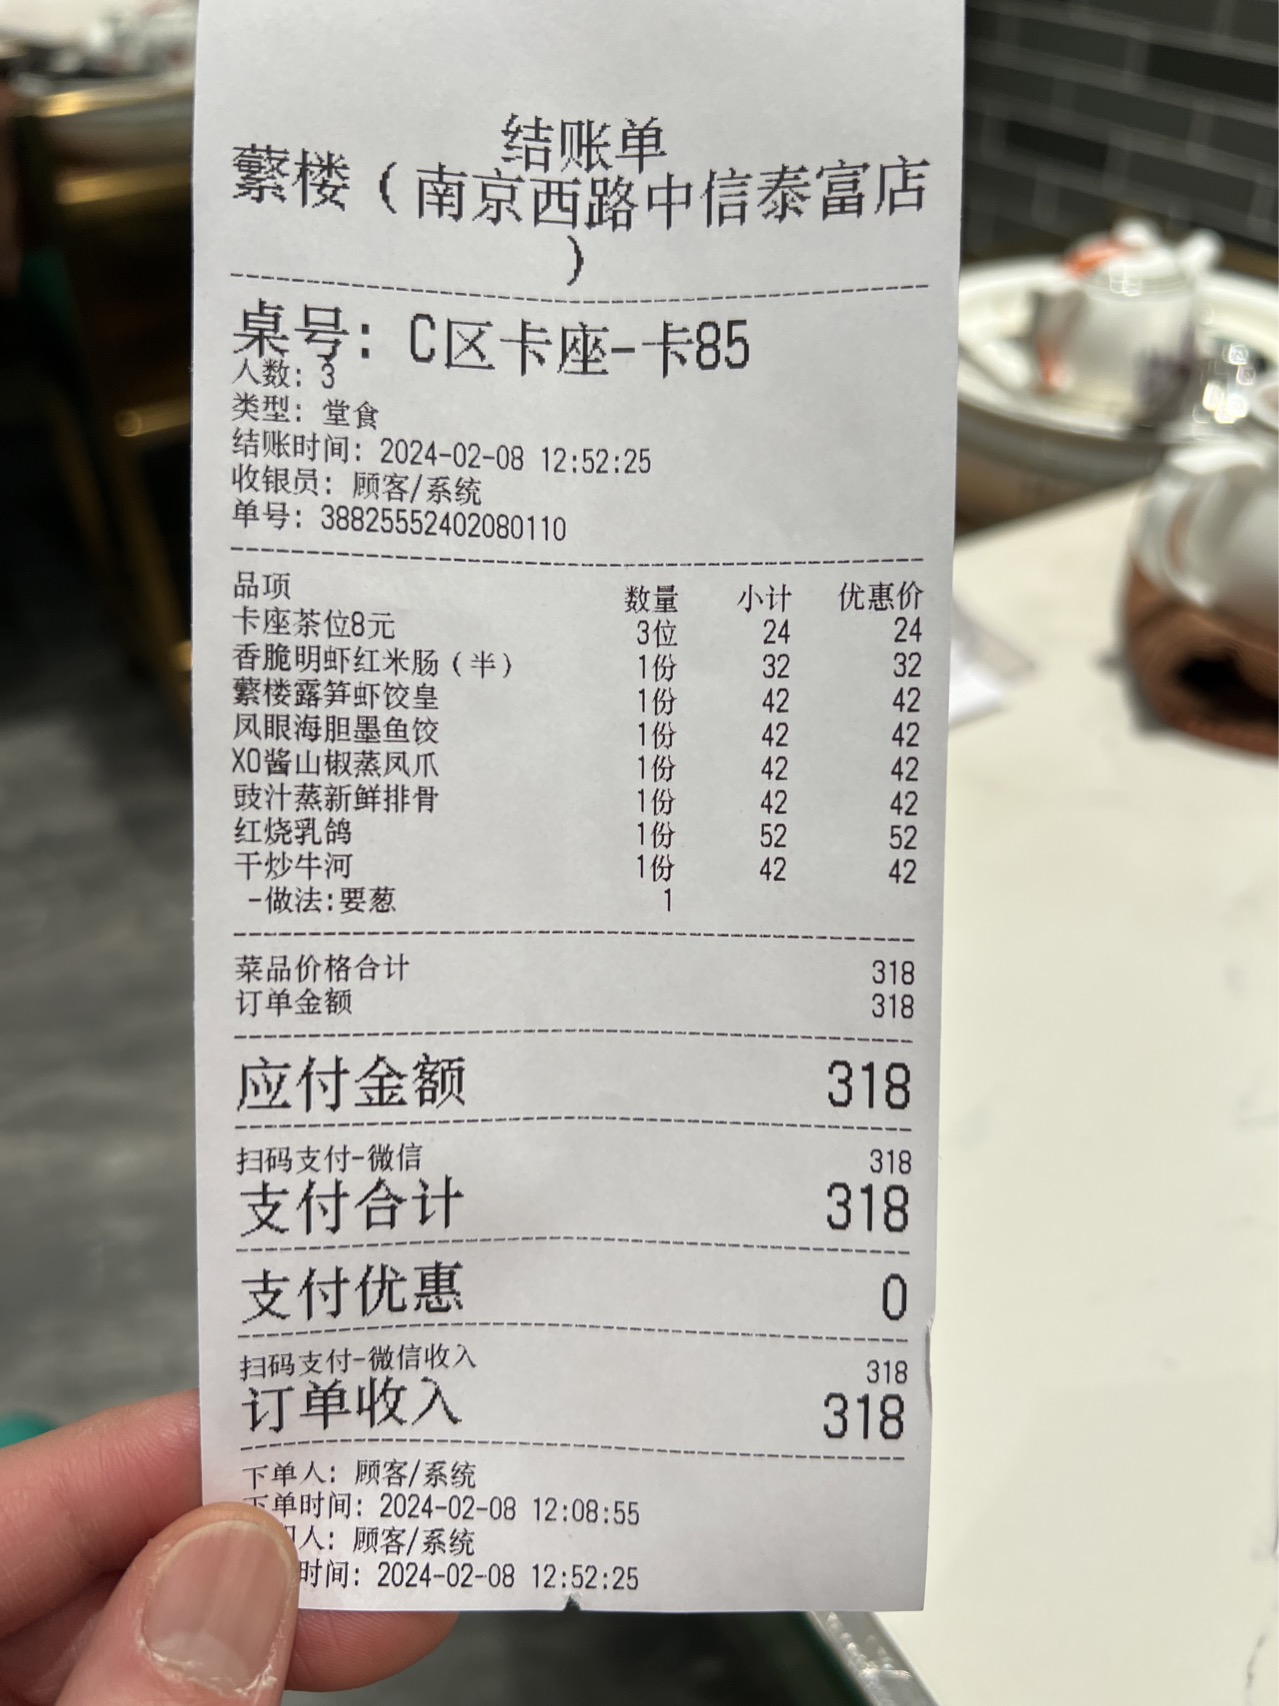 结账单
蘩楼（南京西路中信泰富店
）
桌号: C区卡座-卡85
人数: 3
类型: 堂食
结账时间: 2024-02-08 12:52:25
收银员: 顾客/系统
单号: 38825552402080110
品项 数量 小计 优惠价
卡座茶位8元 3位 24 24
香脆明虾红米肠（半） 1份 32 32
蘩楼露笋虾饺皇 1份 42 42
凤眼海胆墨鱼饺 1份 42 42
XO酱山椒蒸凤爪 1份 42 42
豉汁蒸新鲜排骨 1份 42 42
红烧乳鸽 1份 52 52
干炒牛河 1份 42 42
-做法:要葱 1
菜品价格合计 318
订单金额 318
应付金额 318
扫码支付-微信 318
支付合计 318
支付优惠 0
扫码支付-微信收入 318
订单收入 318
下单人: 顾客/系统
下单时间: 2024-02-08 12:08:55
人: 顾客/系统
时间: 2024-02-08 12:52:25